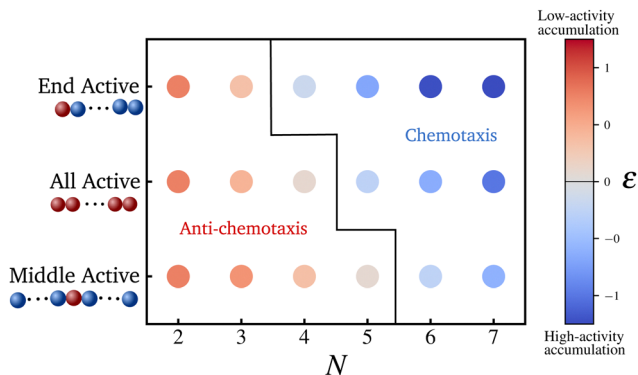 Low-activity
accumulation
End Active
All Active
Middle Active
Chemotaxis
Anti-chemotaxis
1
0
0
−0
−1
ε
2 3 4 5 6 7
N
High-activity
accumulation